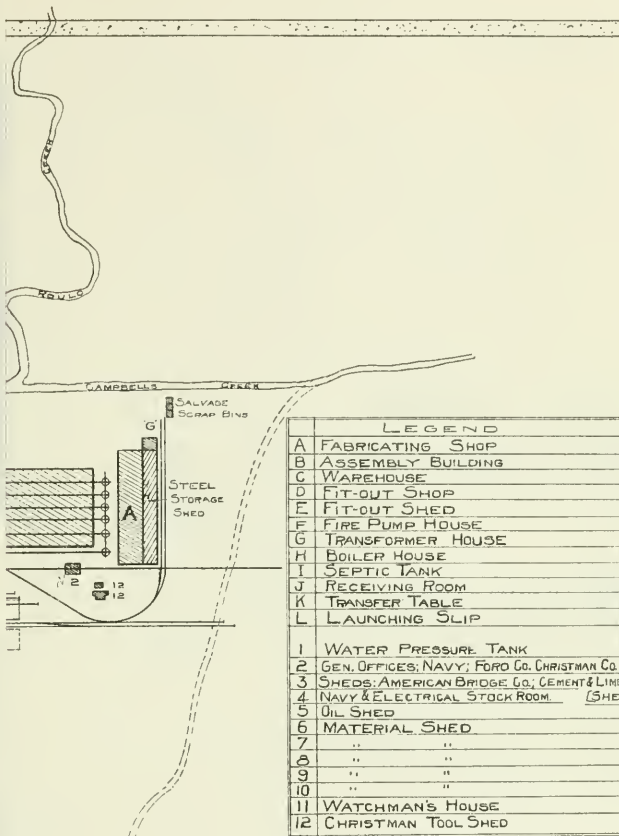 CREEK
ROULO
CAMPBELLS CREEK
SALVAGE
SCRAP BINS
G
STEEL
STORAGE
SHED
A
2
12
12
LEGEND
A FABRICATING SHOP
B ASSEMBLY BUILDING
C WAREHOUSE
D FIT-OUT SHOP
E FIT-OUT SHED
F FIRE PUMP HOUSE
G TRANSFORMER HOUSE
H BOILER HOUSE
I SEPTIC TANK
J RECEIVING ROOM
K TRANSFER TABLE
L LAUNCHING SLIP
1 WATER PRESSURE TANK
2 GEN. OFFICES; NAVY; FORD CO. CHRISTMAN CO.
3 SHEDS: AMERICAN BRIDGE CO.; CEMENT & LIME
4 NAVY & ELECTRICAL STOCK ROOM. (SHE
5 OIL SHED
6 MATERIAL SHED
7 " "
8 " "
9 " "
10 " "
11 WATCHMAN'S HOUSE
12 CHRISTMAN TOOL SHED